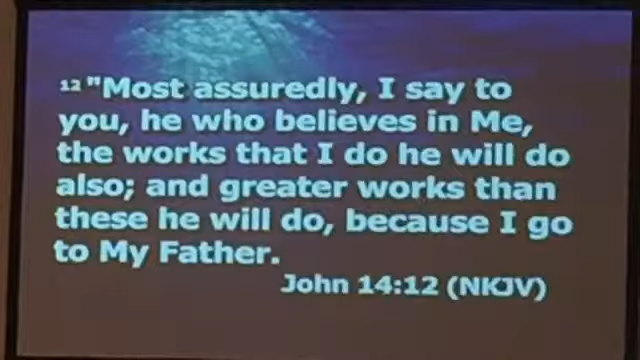 12 "Most assuredly, I say to
you, he who believes in Me,
the works that I do he will do
also; and greater works than
these he will do, because I go
to My Father.
John 14:12 (NKJV)